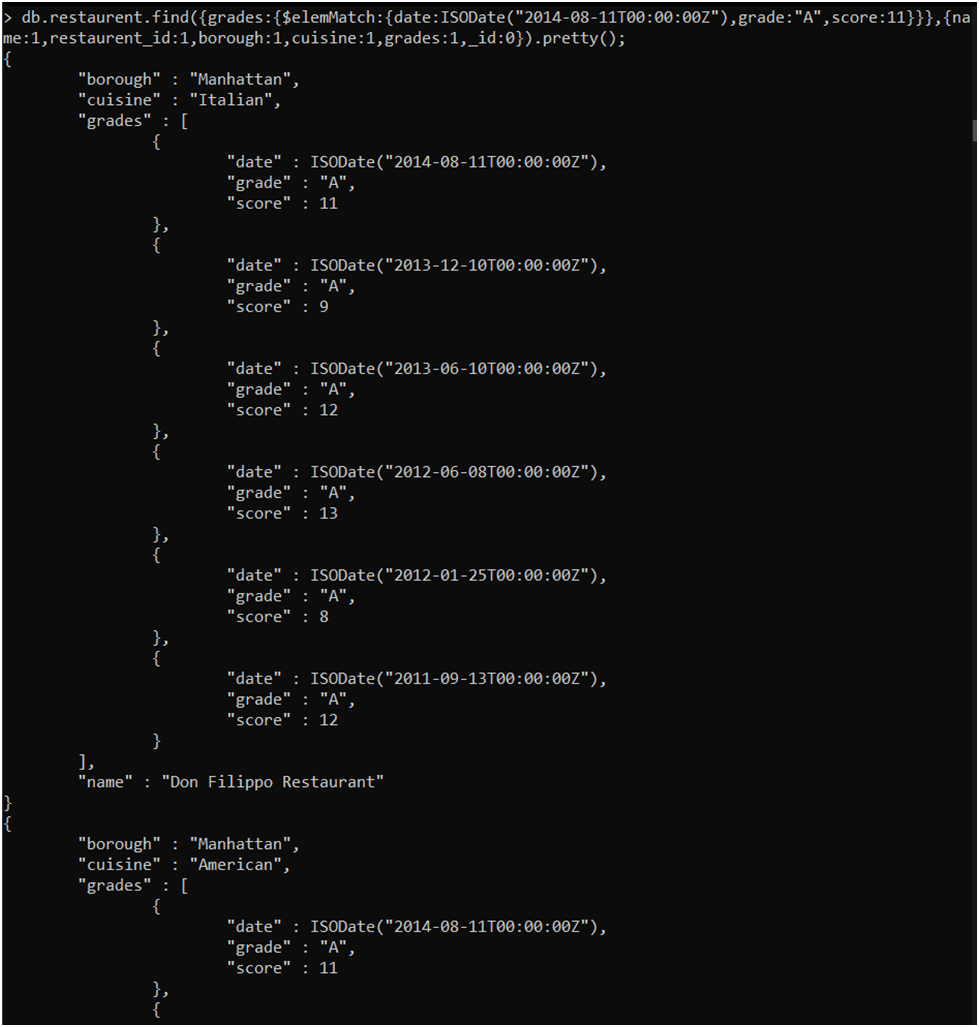 > db.restaurent.find({grades:{$elemMatch:{date:ISODate("2014-08-11T00:00:00Z"),grade:"A",score:11}}},{na
me:1,restaurent_id:1,borough:1,cuisine:1,grades:1,_id:0}).pretty();
{
        "borough" : "Manhattan",
        "cuisine" : "Italian",
        "grades" : [
                {
                        "date" : ISODate("2014-08-11T00:00:00Z"),
                        "grade" : "A",
                        "score" : 11
                },
                {
                        "date" : ISODate("2013-12-10T00:00:00Z"),
                        "grade" : "A",
                        "score" : 9
                },
                {
                        "date" : ISODate("2013-06-10T00:00:00Z"),
                        "grade" : "A",
                        "score" : 12
                },
                {
                        "date" : ISODate("2012-06-08T00:00:00Z"),
                        "grade" : "A",
                        "score" : 13
                },
                {
                        "date" : ISODate("2012-01-25T00:00:00Z"),
                        "grade" : "A",
                        "score" : 8
                },
                {
                        "date" : ISODate("2011-09-13T00:00:00Z"),
                        "grade" : "A",
                        "score" : 12
                }
        ],
        "name" : "Don Filippo Restaurant"
}
{
        "borough" : "Manhattan",
        "cuisine" : "American",
        "grades" : [
                {
                        "date" : ISODate("2014-08-11T00:00:00Z"),
                        "grade" : "A",
                        "score" : 11
                },
                {